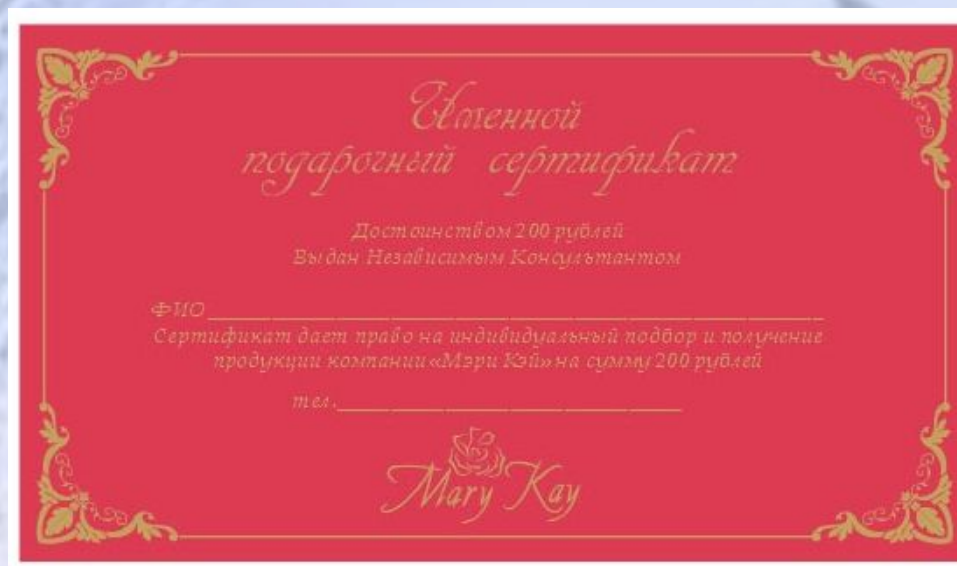 Именной
подарочный сертификат
Достоинством 200 рублей
Выдан Независимым Консультантом
ФИО
Сертификат дает право на индивидуальный подбор и получение
продукции компании «Мэри Кэй» на сумму 200 рублей
тел.
Mary Kay